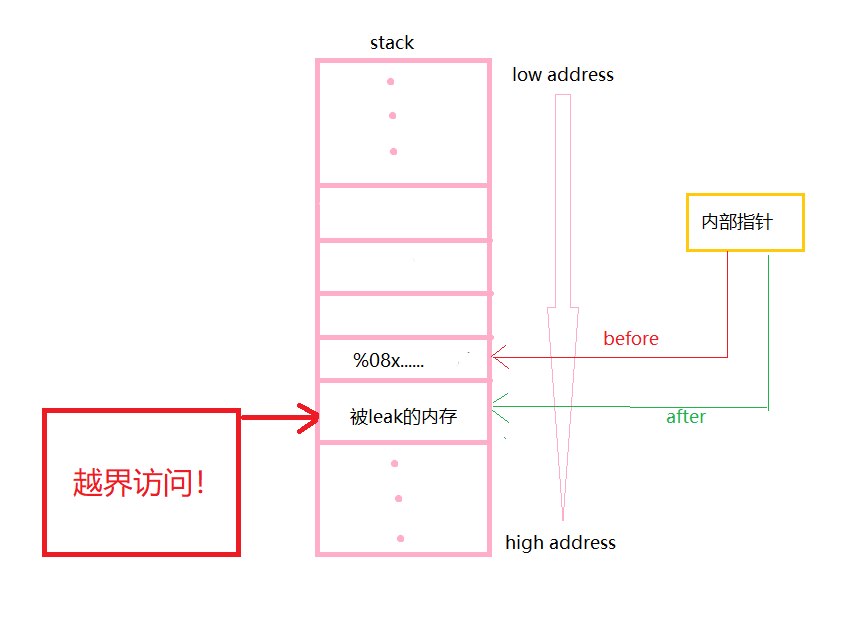 stack
low address
内部指针
before
%08x......
被leak的内存
after
越界访问!
high address